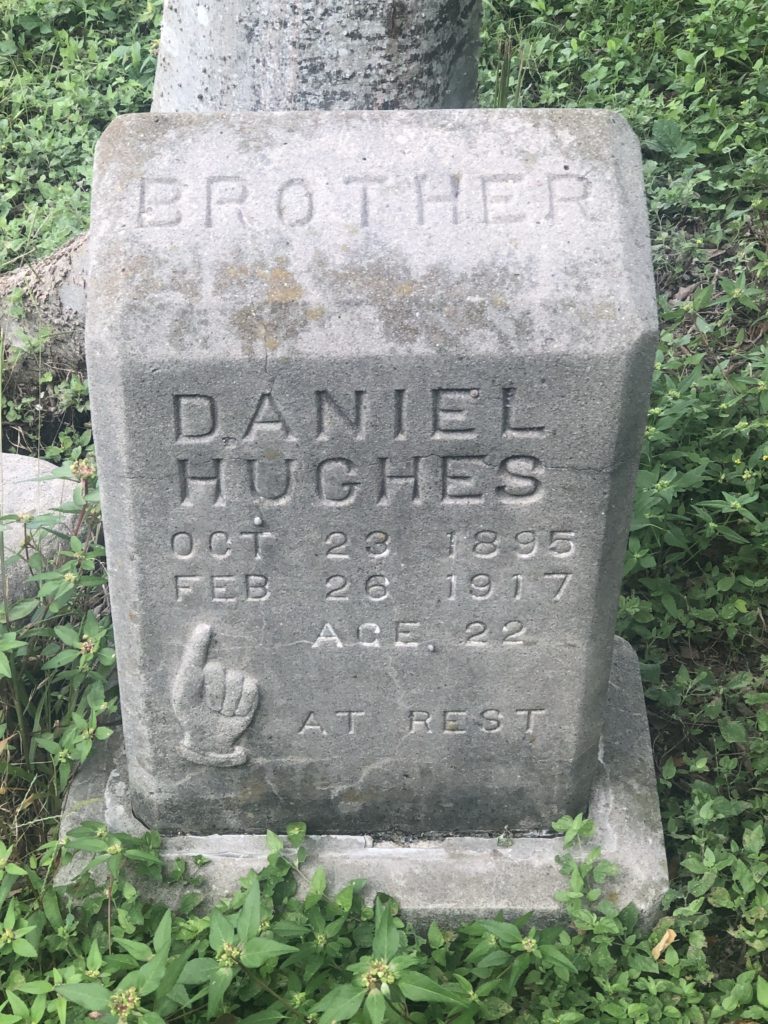 BROTHER
DANIEL
HUGHES
OCT 23 1895
FEB 26 1917
AGE. 22
AT REST